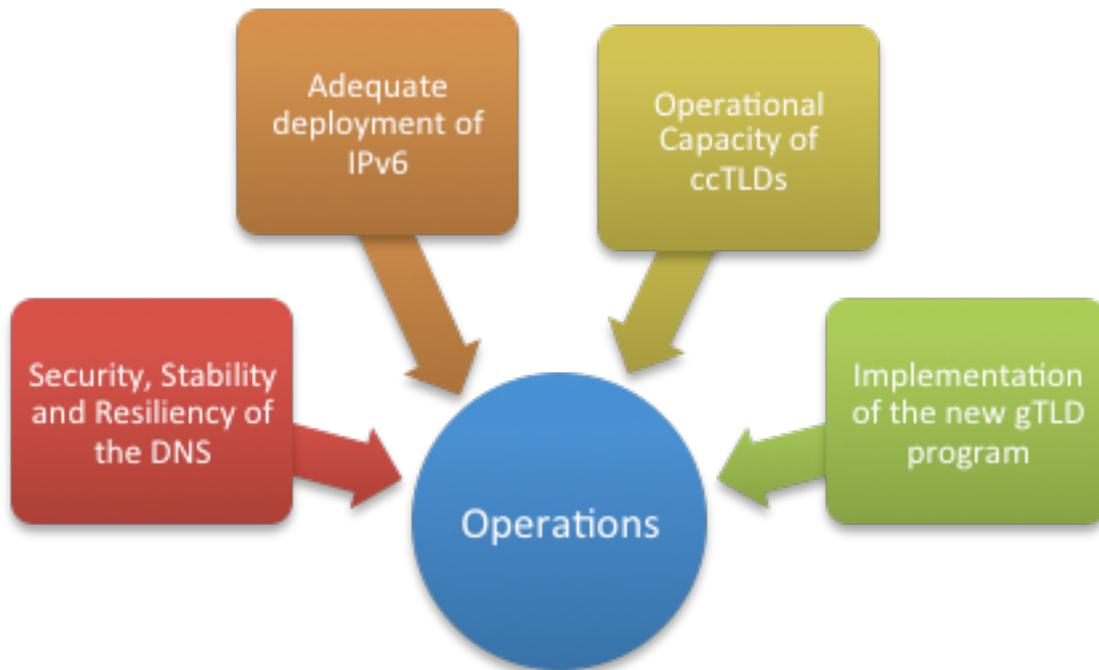 Adequate
deployment of
IPv6
Operational
Capacity of
ccTLDs
Security, Stability
and Resiliency of
the DNS
Implementation
of the new gTLD
program
Operations